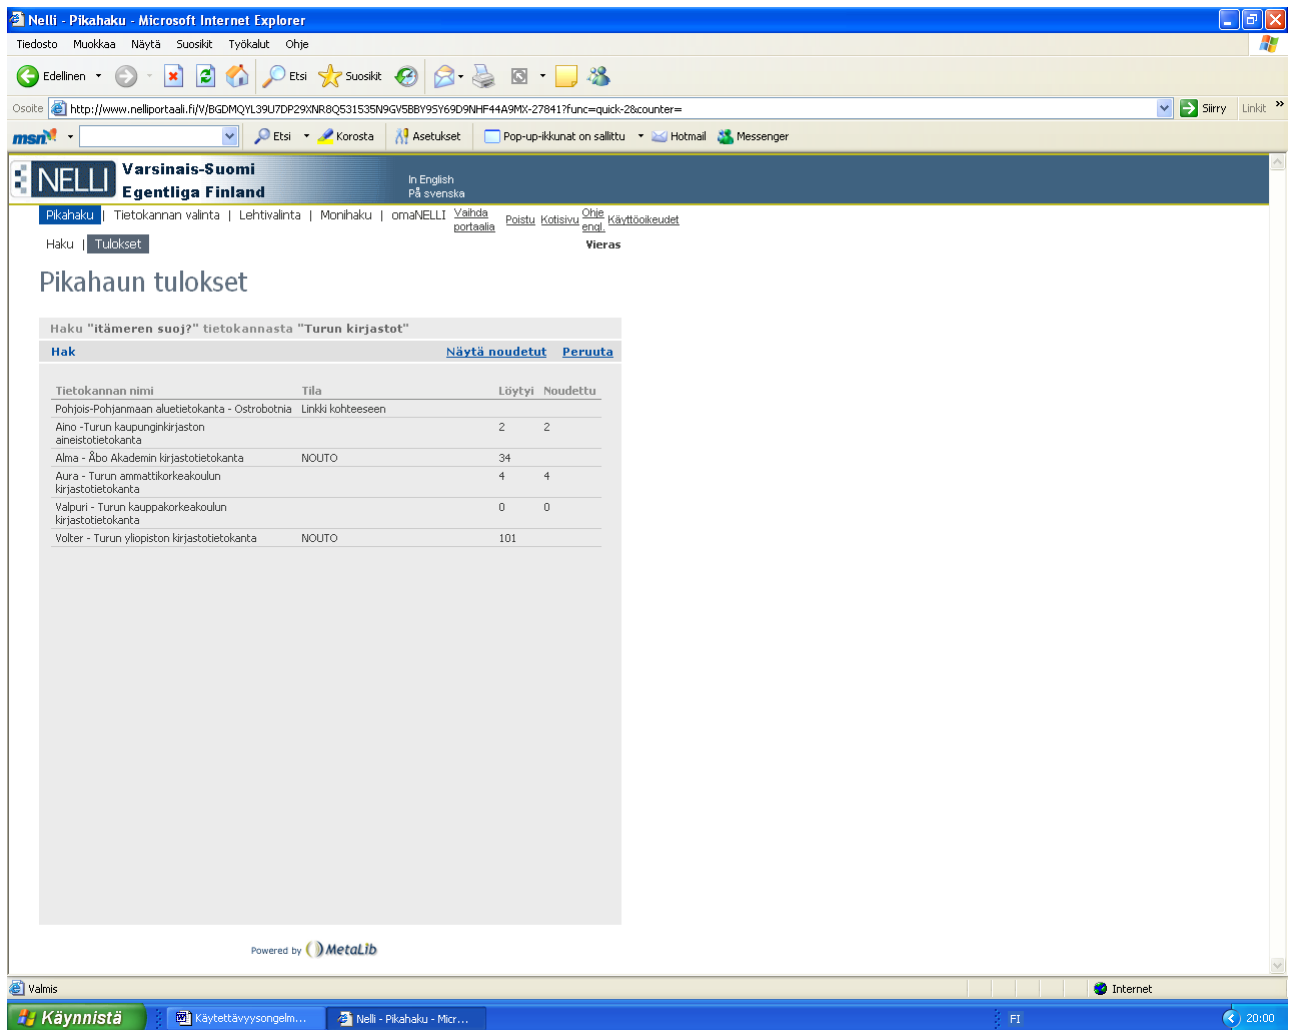 Nelli - Pikahaku - Microsoft Internet Explorer
Tiedosto Muokkaa Näytä Suosikit Työkalut Ohje
Edellinen Etsi Suosikit
Osoite http://www.nelliportaali.fi/V/BGDMQYL39U7DP29XNR8Q531535N9GV5BBY9SY69D9NHF44A9MX-27841?func=quick-2&counter= Siirry Linkit »
msn Etsi Korosta Asetukset Pop-up-ikkunat on sallittu Hotmail Messenger
NELLI Varsinais-Suomi
Egentliga Finland
In English
På svenska
Pikahaku | Tietokannan valinta | Lehtivalinta | Monihaku | omaNELLI Vaihda portaalia Poistu Kotisivu Ohje engl. Käyttöoikeudet
Haku | Tulokset Vieras
Pikahaun tulokset
Haku "itämeren suoj?" tietokannasta "Turun kirjastot"
Hak Näytä noudetut Peruuta
Tietokannan nimi Tila Löytyi Noudettu
Pohjois-Pohjanmaan aluetietokanta - Ostrobotnia Linkki kohteeseen
Aino -Turun kaupunginkirjaston 2 2
aineistotietokanta
Alma - Åbo Akademin kirjastotietokanta NOUTO 34
Aura - Turun ammattikorkeakoulun 4 4
kirjastotietokanta
Valpuri - Turun kauppakorkeakoulun 0 0
kirjastotietokanta
Volter - Turun yliopiston kirjastotietokanta NOUTO 101
Powered by MetaLib
Valmis Internet
Käynnistä Käytettävyysongelm... Nelli - Pikahaku - Micr... FI 20:00